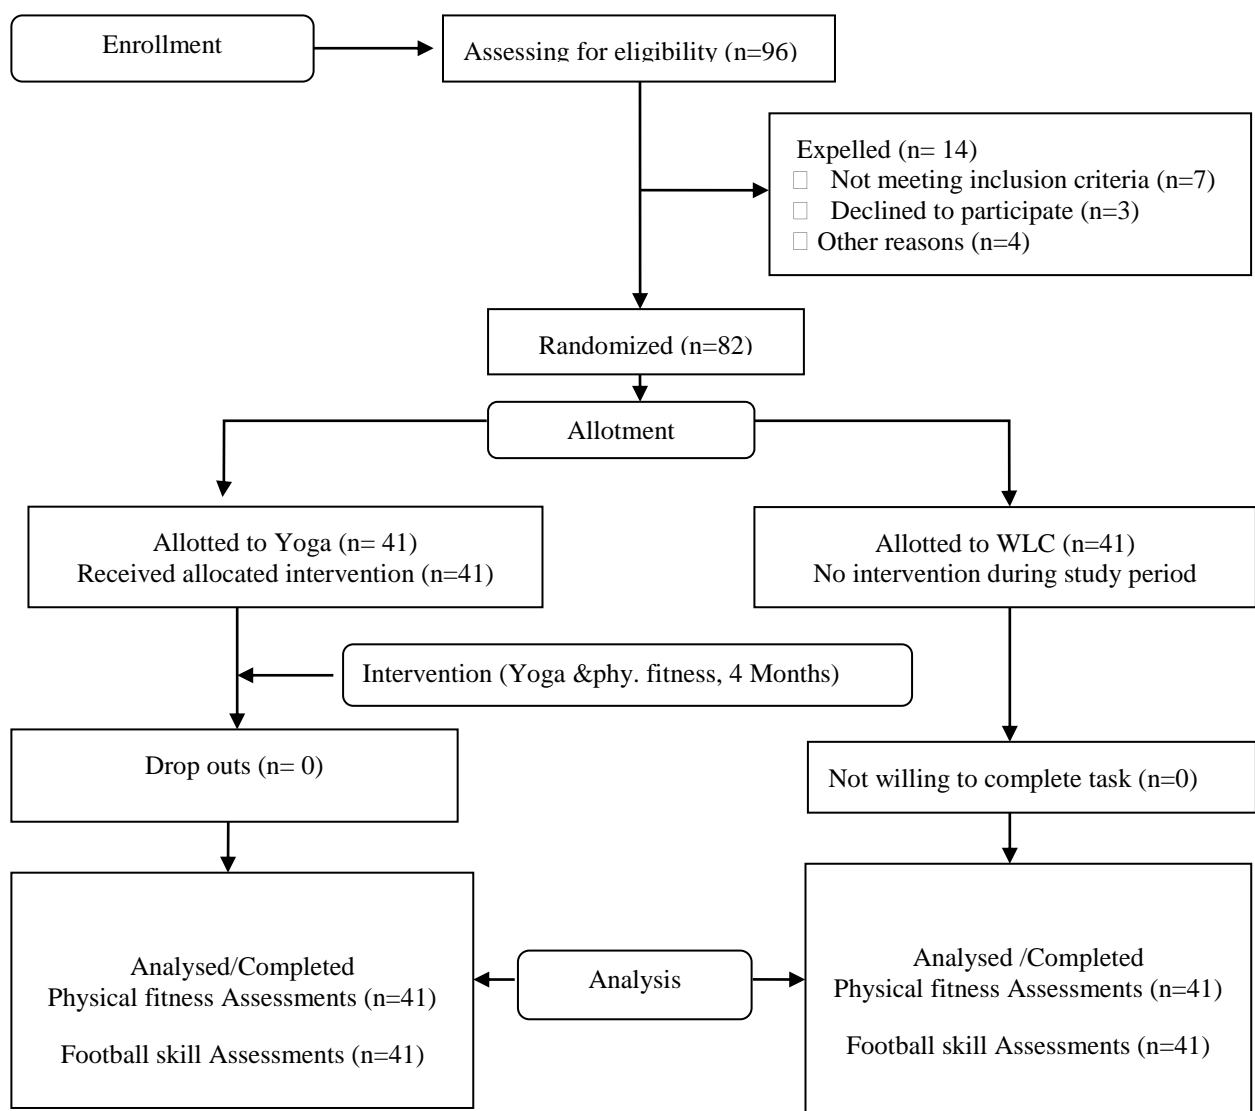 Enrollment
Assessing for eligibility (n=96)
Expelled (n= 14)
Not meeting inclusion criteria (n=7)
Declined to participate (n=3)
Other reasons (n=4)
Randomized (n=82)
Allotment
Allotted to Yoga (n= 41)
Received allocated intervention (n=41)
Allotted to WLC (n=41)
No intervention during study period
Intervention (Yoga &phy. fitness, 4 Months)
Drop outs (n= 0)
Not willing to complete task (n=0)
Analysed/Completed
Physical fitness Assessments (n=41)
Football skill Assessments (n=41)
Analysis
Analysed /Completed
Physical fitness Assessments (n=41)
Football skill Assessments (n=41)